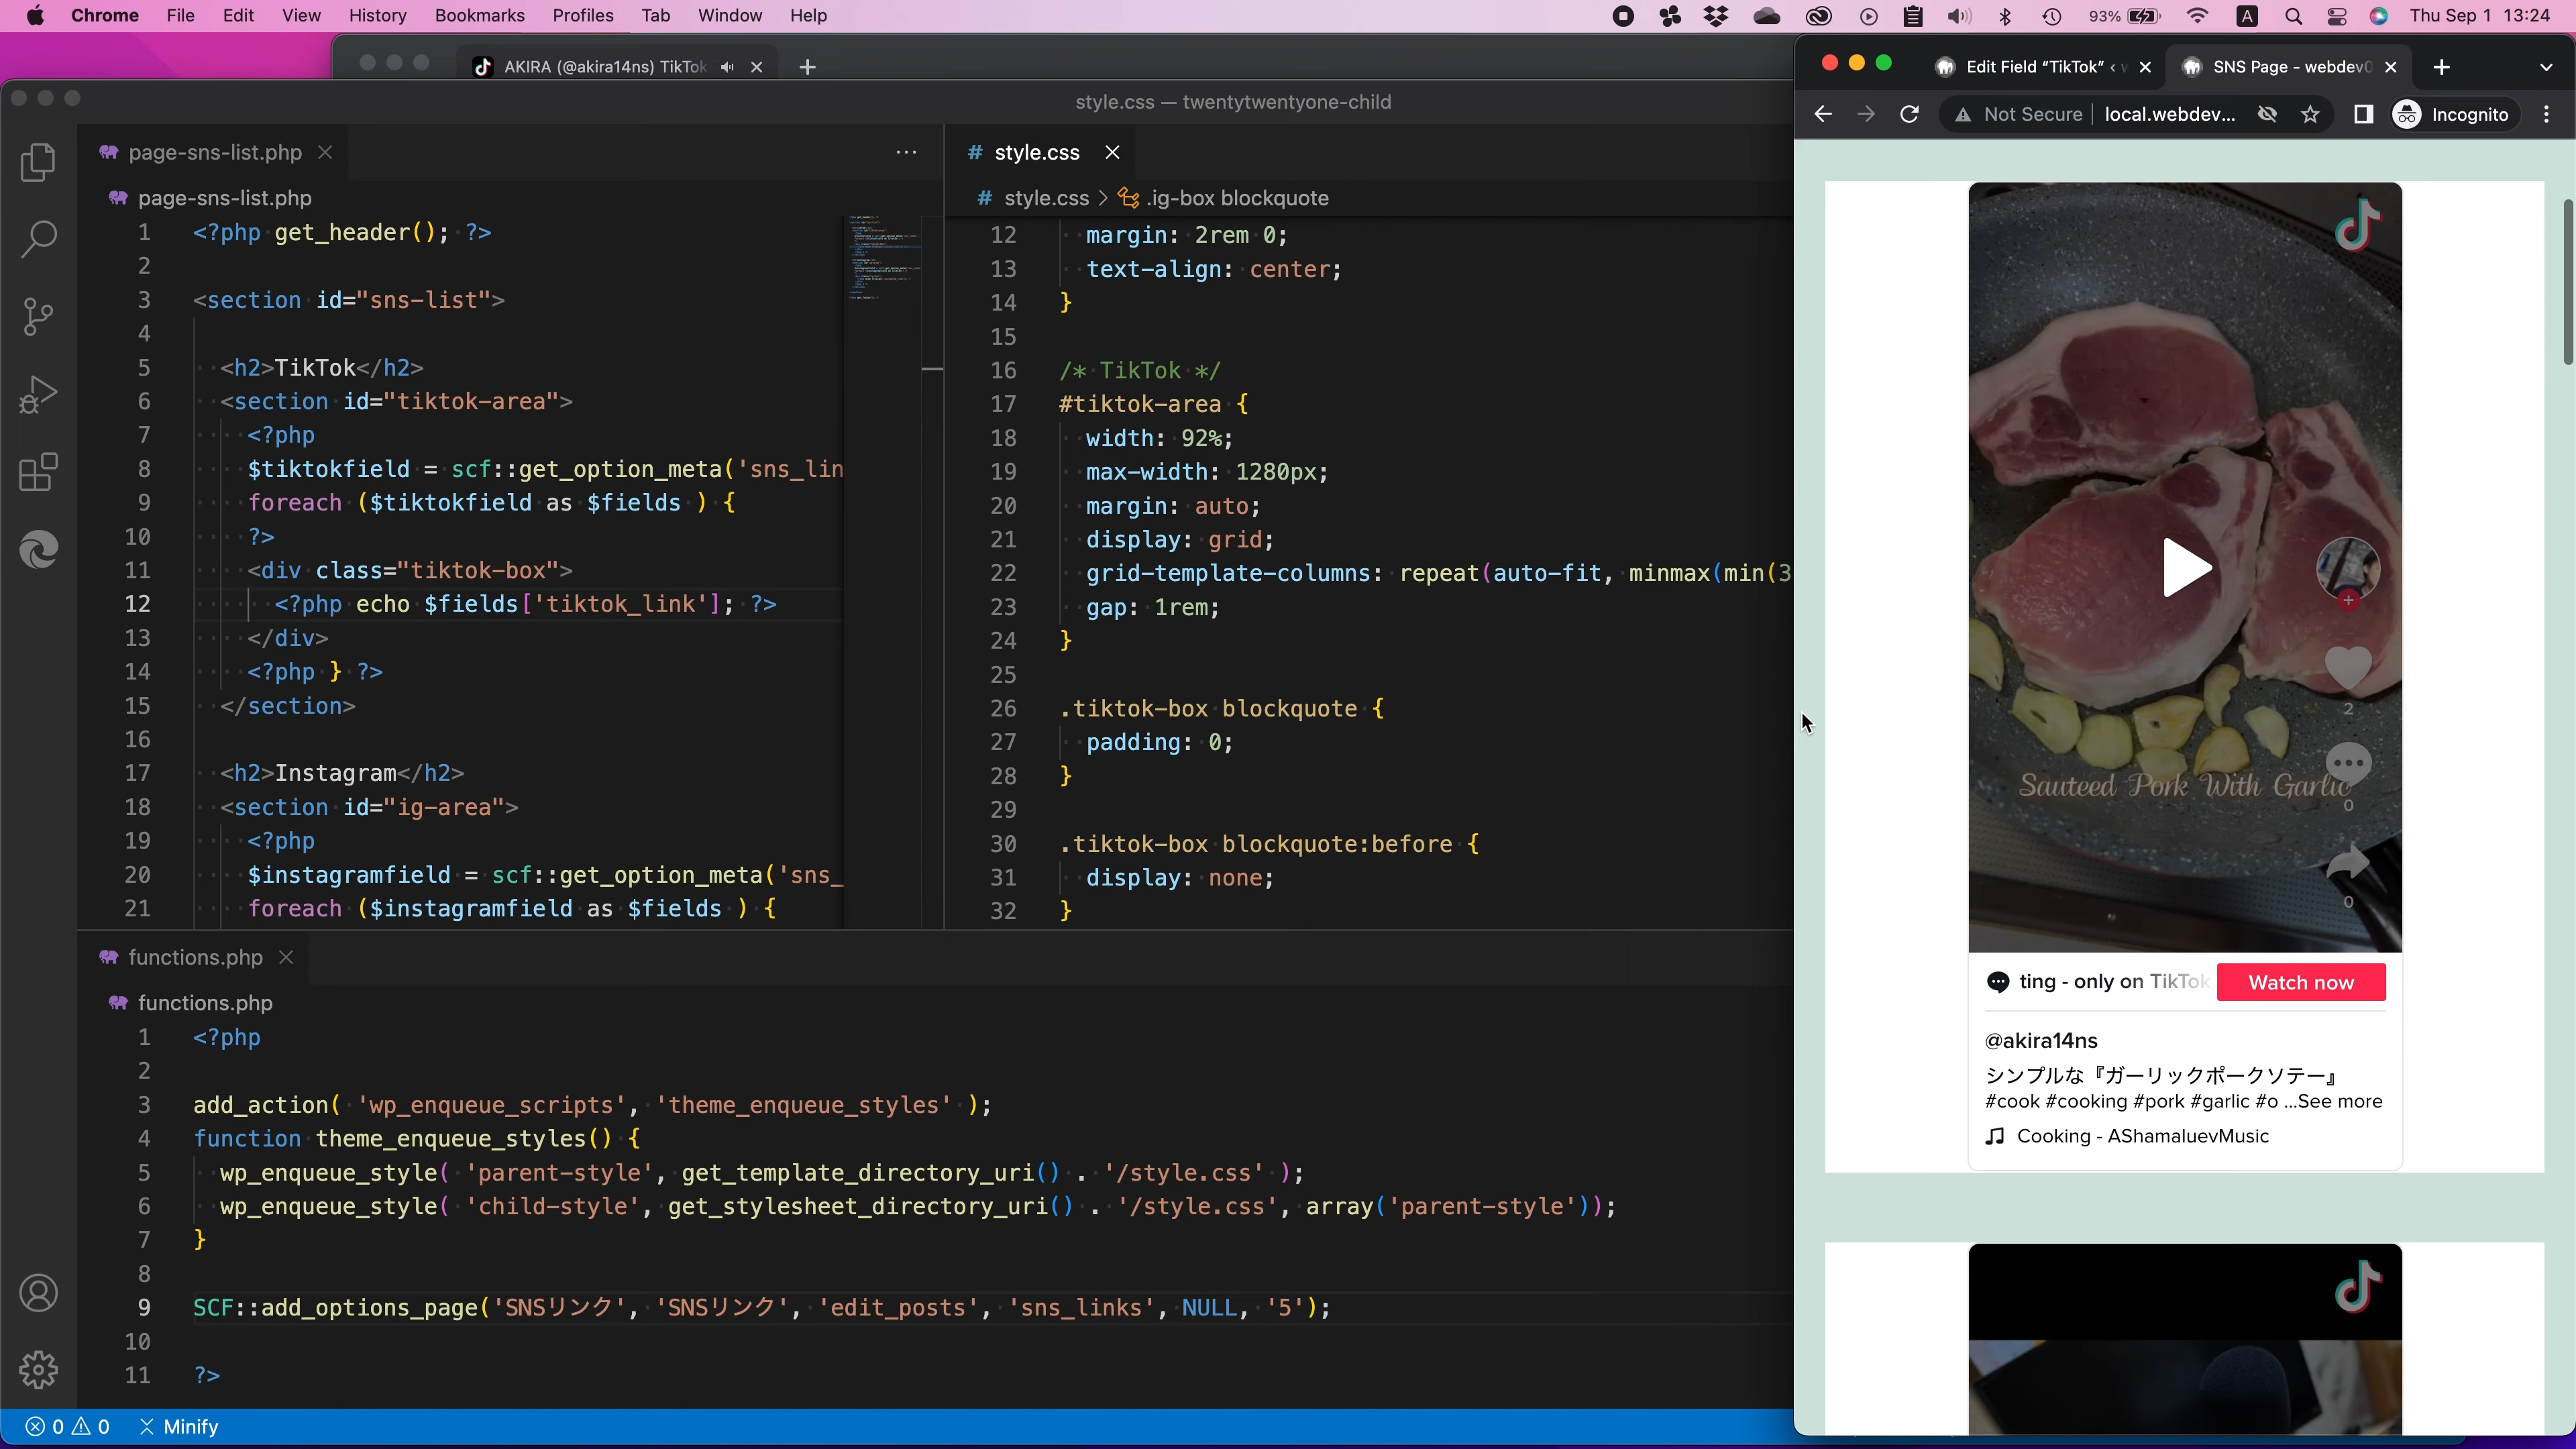 Chrome File Edit View History Bookmarks Profiles Tab Window Help
93% A Thu Sep 1 13:24
AKIRA (@akira14ns) TikTok
style.css — twentytwentyone-child
page-sns-list.php
page-sns-list.php
1 <?php get_header(); ?>
2
3 <section id="sns-list">
4
5 <h2>TikTok</h2>
6 <section id="tiktok-area">
7 <?php
8 $tiktokfield = scf::get_option_meta('sns_lin
9 foreach ($tiktokfield as $fields ) {
10 ?>
11 <div class="tiktok-box">
12 <?php echo $fields['tiktok_link']; ?>
13 </div>
14 <?php } ?>
15 </section>
16
17 <h2>Instagram</h2>
18 <section id="ig-area">
19 <?php
20 $instagramfield = scf::get_option_meta('sns_
21 foreach ($instagramfield as $fields ) {
# style.css
# style.css > .ig-box blockquote
12 margin: 2rem 0;
13 text-align: center;
14 }
15
16 /* TikTok */
17 #tiktok-area {
18 width: 92%;
19 max-width: 1280px;
20 margin: auto;
21 display: grid;
22 grid-template-columns: repeat(auto-fit, minmax(min(3
23 gap: 1rem;
24 }
25
26 .tiktok-box blockquote {
27 padding: 0;
28 }
29
30 .tiktok-box blockquote:before {
31 display: none;
32 }
functions.php
functions.php
1 <?php
2
3 add_action( 'wp_enqueue_scripts', 'theme_enqueue_styles' );
4 function theme_enqueue_styles() {
5 wp_enqueue_style( 'parent-style', get_template_directory_uri() . '/style.css' );
6 wp_enqueue_style( 'child-style', get_stylesheet_directory_uri() . '/style.css', array('parent-style'));
7 }
8
9 SCF::add_options_page('SNSリンク', 'SNSリンク', 'edit_posts', 'sns_links', NULL, '5');
10
11 ?>
0 0 Minify
Edit Field “TikTok” ‹ w
SNS Page - webdev0
Not Secure local.webdev... Incognito
2
Sauteed Pork With Garlic
0
0
ting - only on TikTok Watch now
@akira14ns
シンプルな『ガーリックポークソテー』
#cook #cooking #pork #garlic #o ...See more
Cooking - AShamaluevMusic